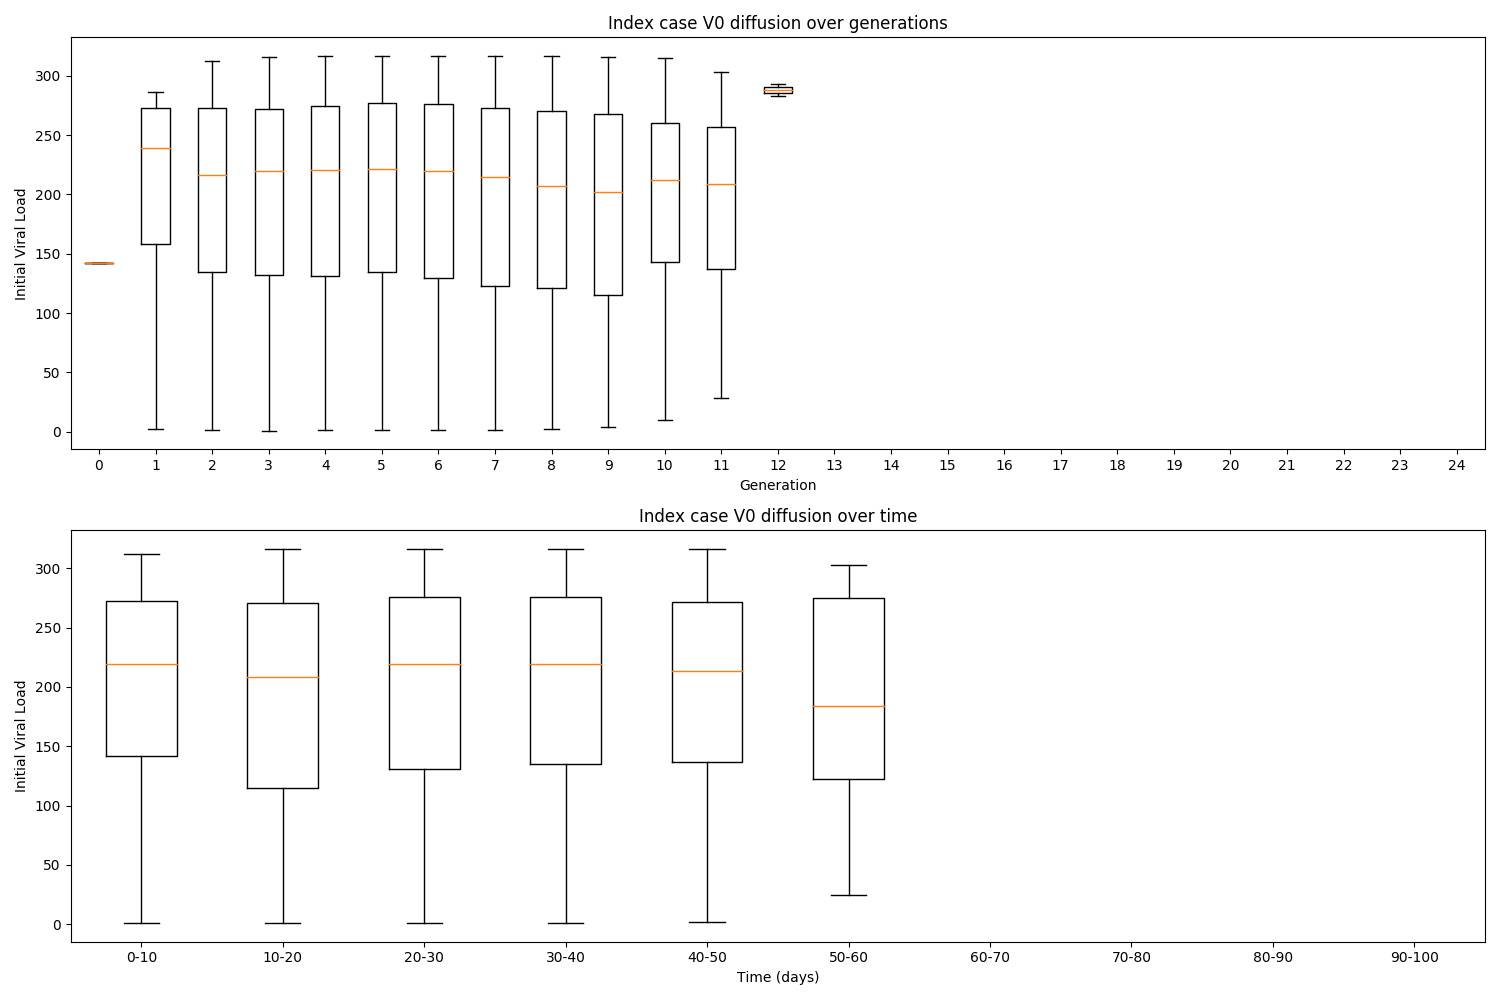 Index case V0 diffusion over generations
Initial Viral Load
300
250
200
150
100
50
0
0 1 2 3 4 5 6 7 8 9 10 11 12 13 14 15 16 17 18 19 20 21 22 23 24
Generation
Index case V0 diffusion over time
Initial Viral Load
300
250
200
150
100
50
0
0-10 10-20 20-30 30-40 40-50 50-60 60-70 70-80 80-90 90-100
Time (days)